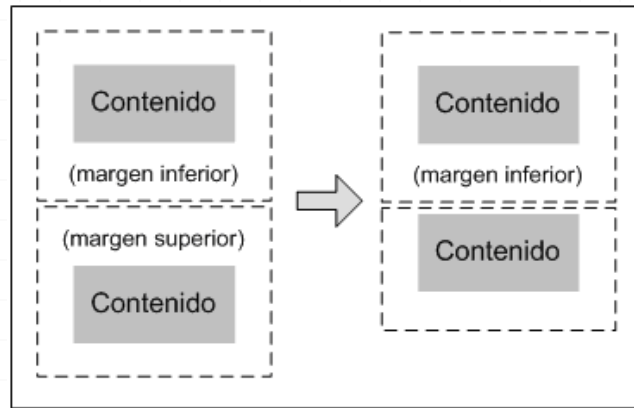 Contenido
(margen inferior)
(margen superior)
Contenido
Contenido
(margen inferior)
Contenido